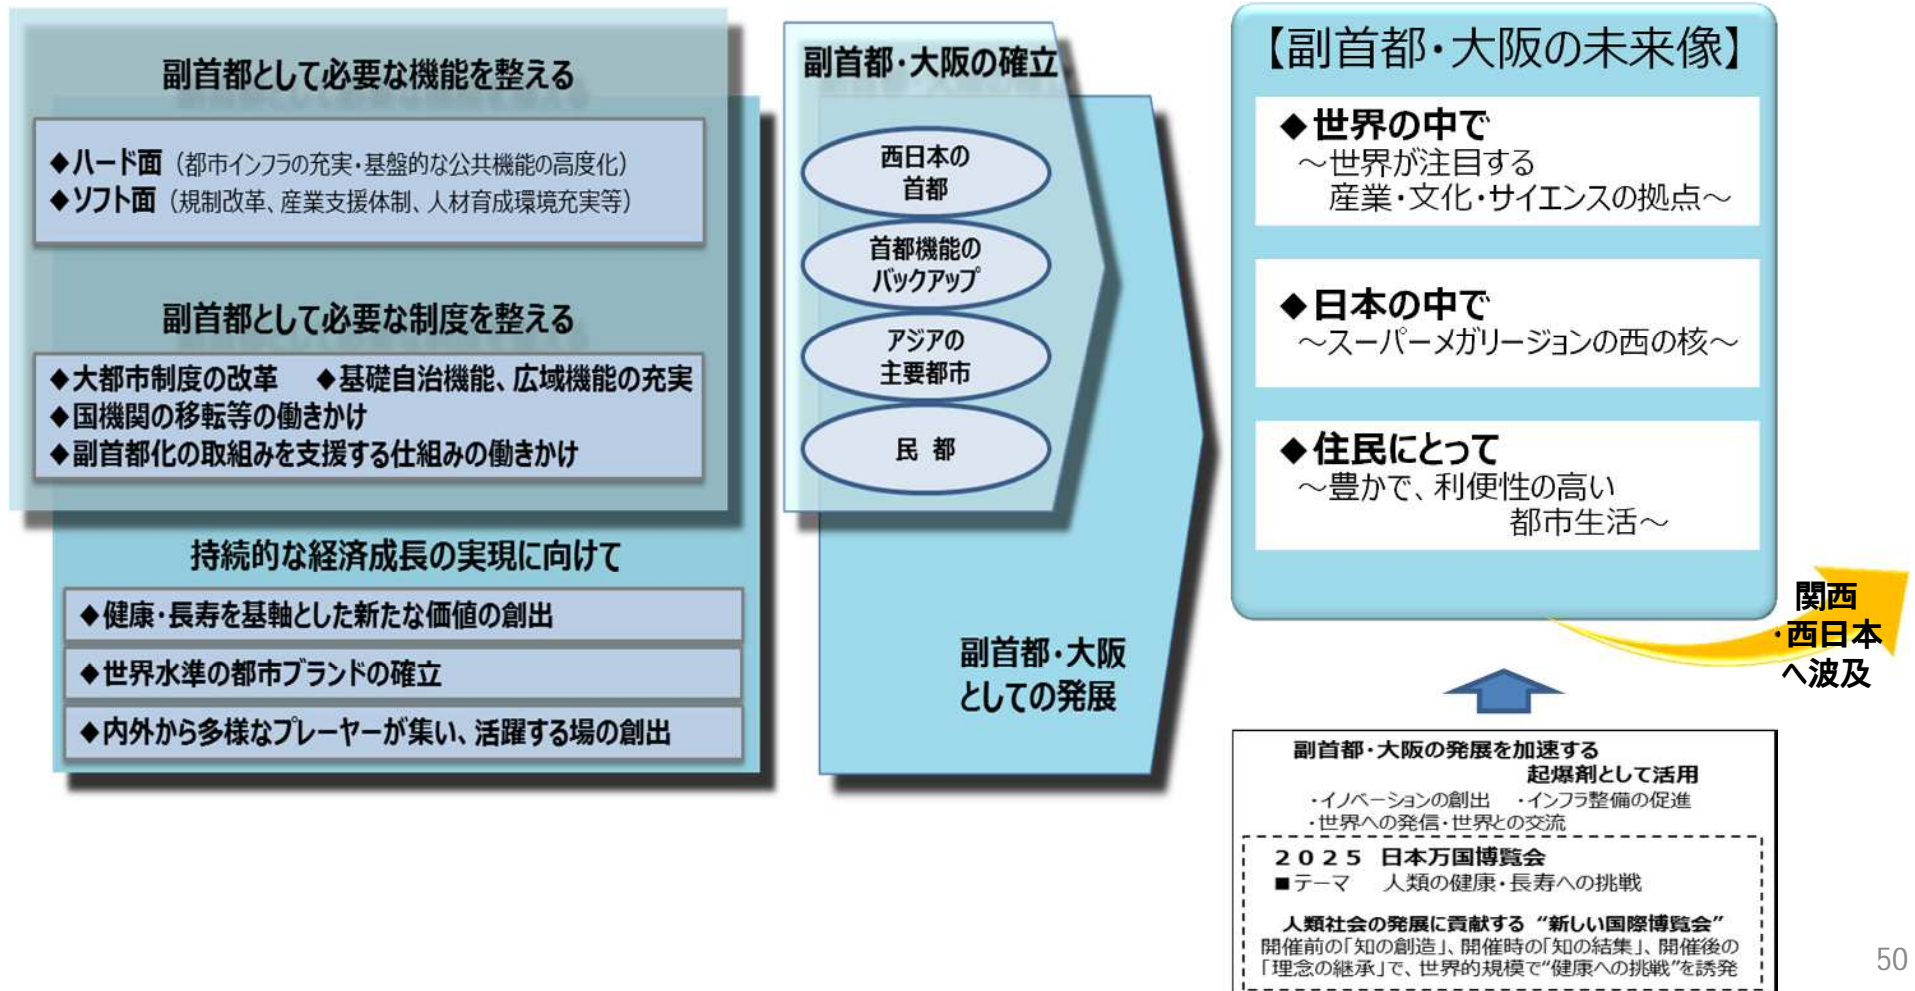 副首都として必要な機能を整える
◆ハード面（都市インフラの充実・基盤的な公共機能の高度化）
◆ソフト面（規制改革、産業支援体制、人材育成環境充実等）
副首都として必要な制度を整える
◆大都市制度の改革　◆基礎自治機能、広域機能の充実
◆国機関の移転等の働きかけ
◆副首都化の取組みを支援する仕組みの働きかけ
持続的な経済成長の実現に向けて
◆健康・長寿を基軸とした新たな価値の創出
◆世界水準の都市ブランドの確立
◆内外から多様なプレーヤーが集い、活躍する場の創出
副首都・大阪の確立
西日本の
首都
首都機能の
バックアップ
アジアの
主要都市
民 都
副首都・大阪
としての発展
【副首都・大阪の未来像】
◆世界の中で
～世界が注目する
産業・文化・サイエンスの拠点～
◆日本の中で
～スーパーメガリージョンの西の核～
◆住民にとって
～豊かで、利便性の高い
都市生活～
関西
・西日本
へ波及
副首都・大阪の発展を加速する
起爆剤として活用
・イノベーションの創出　・インフラ整備の促進
・世界への発信・世界との交流
２０２５ 日本万国博覧会
■テーマ　人類の健康・長寿への挑戦
人類社会の発展に貢献する “新しい国際博覧会”
開催前の「知の創造」、開催時の「知の結集」、開催後の
「理念の継承」で、世界的規模で“健康への挑戦”を誘発
50